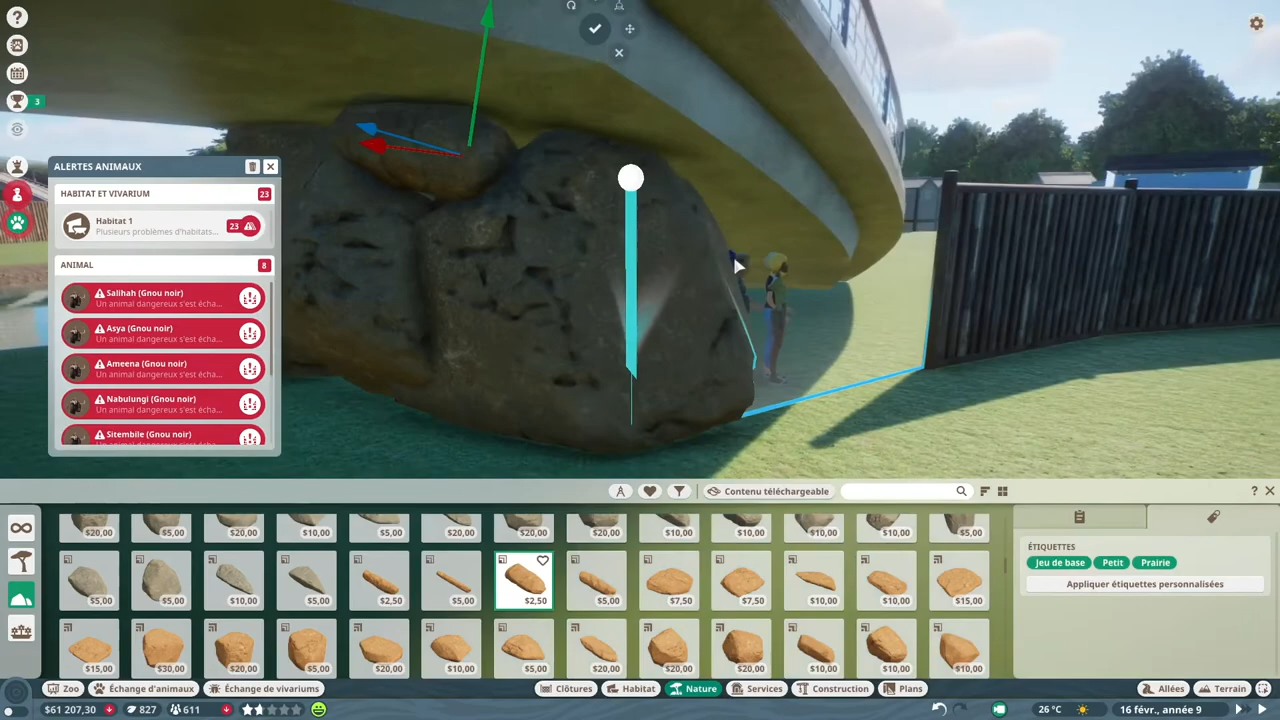 3
ALERTES ANIMAUX
HABITAT ET VIVARIUM 23
Habitat 1
Plusieurs problèmes d'habitats... 23
ANIMAL 8
Salihah (Gnou noir)
Un animal dangereux s'est écha...
Asya (Gnou noir)
Un animal dangereux s'est écha...
Ameena (Gnou noir)
Un animal dangereux s'est écha...
Nabulungi (Gnou noir)
Un animal dangereux s'est écha...
Sitembile (Gnou noir)
Un animal dangereux s'est écha...
Contenu téléchargeable
$20,00 $5,00 $20,00 $10,00 $5,00 $20,00 $20,00 $20,00 $10,00 $10,00 $20,00 $20,00 $5,00
$5,00 $5,00 $10,00 $5,00 $2,50 $5,00 $2,50 $5,00 $7,50 $7,50 $10,00 $10,00 $15,00
$15,00 $30,00 $20,00 $5,00 $20,00 $10,00 $5,00 $20,00 $20,00 $20,00 $10,00 $10,00 $10,00
ÉTIQUETTES
Jeu de base Petit Prairie
Appliquer étiquettes personnalisées
Zoo Échange d'animaux Échange de vivariums Clôtures Habitat Nature Services Construction Plans Allées Terrain
$61 207,30 827 611 26 °C 16 févr., année 9